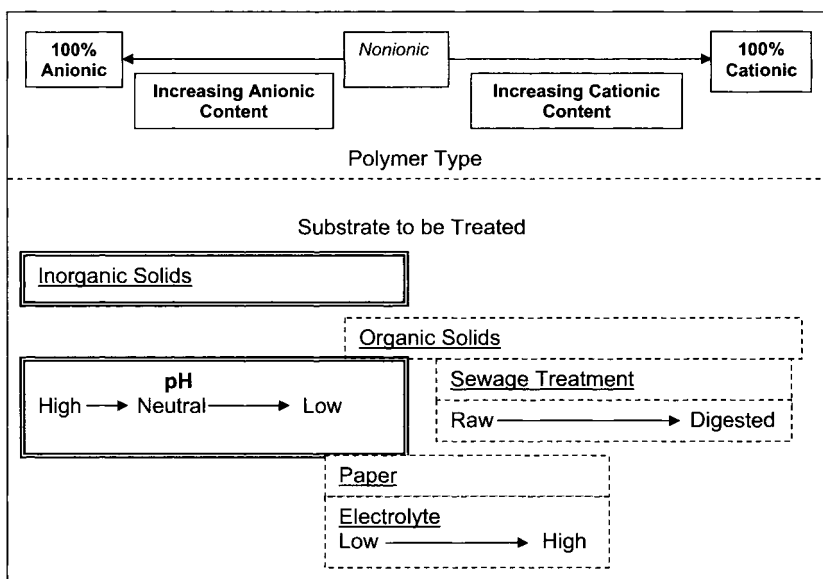 100%
Anionic
Nonionic
100%
Cationic
Increasing Anionic
Content
Increasing Cationic
Content
Polymer Type
Substrate to be Treated
Inorganic Solids
Organic Solids
pH
High Neutral Low
Sewage Treatment
Raw Digested
Paper
Electrolyte
Low High